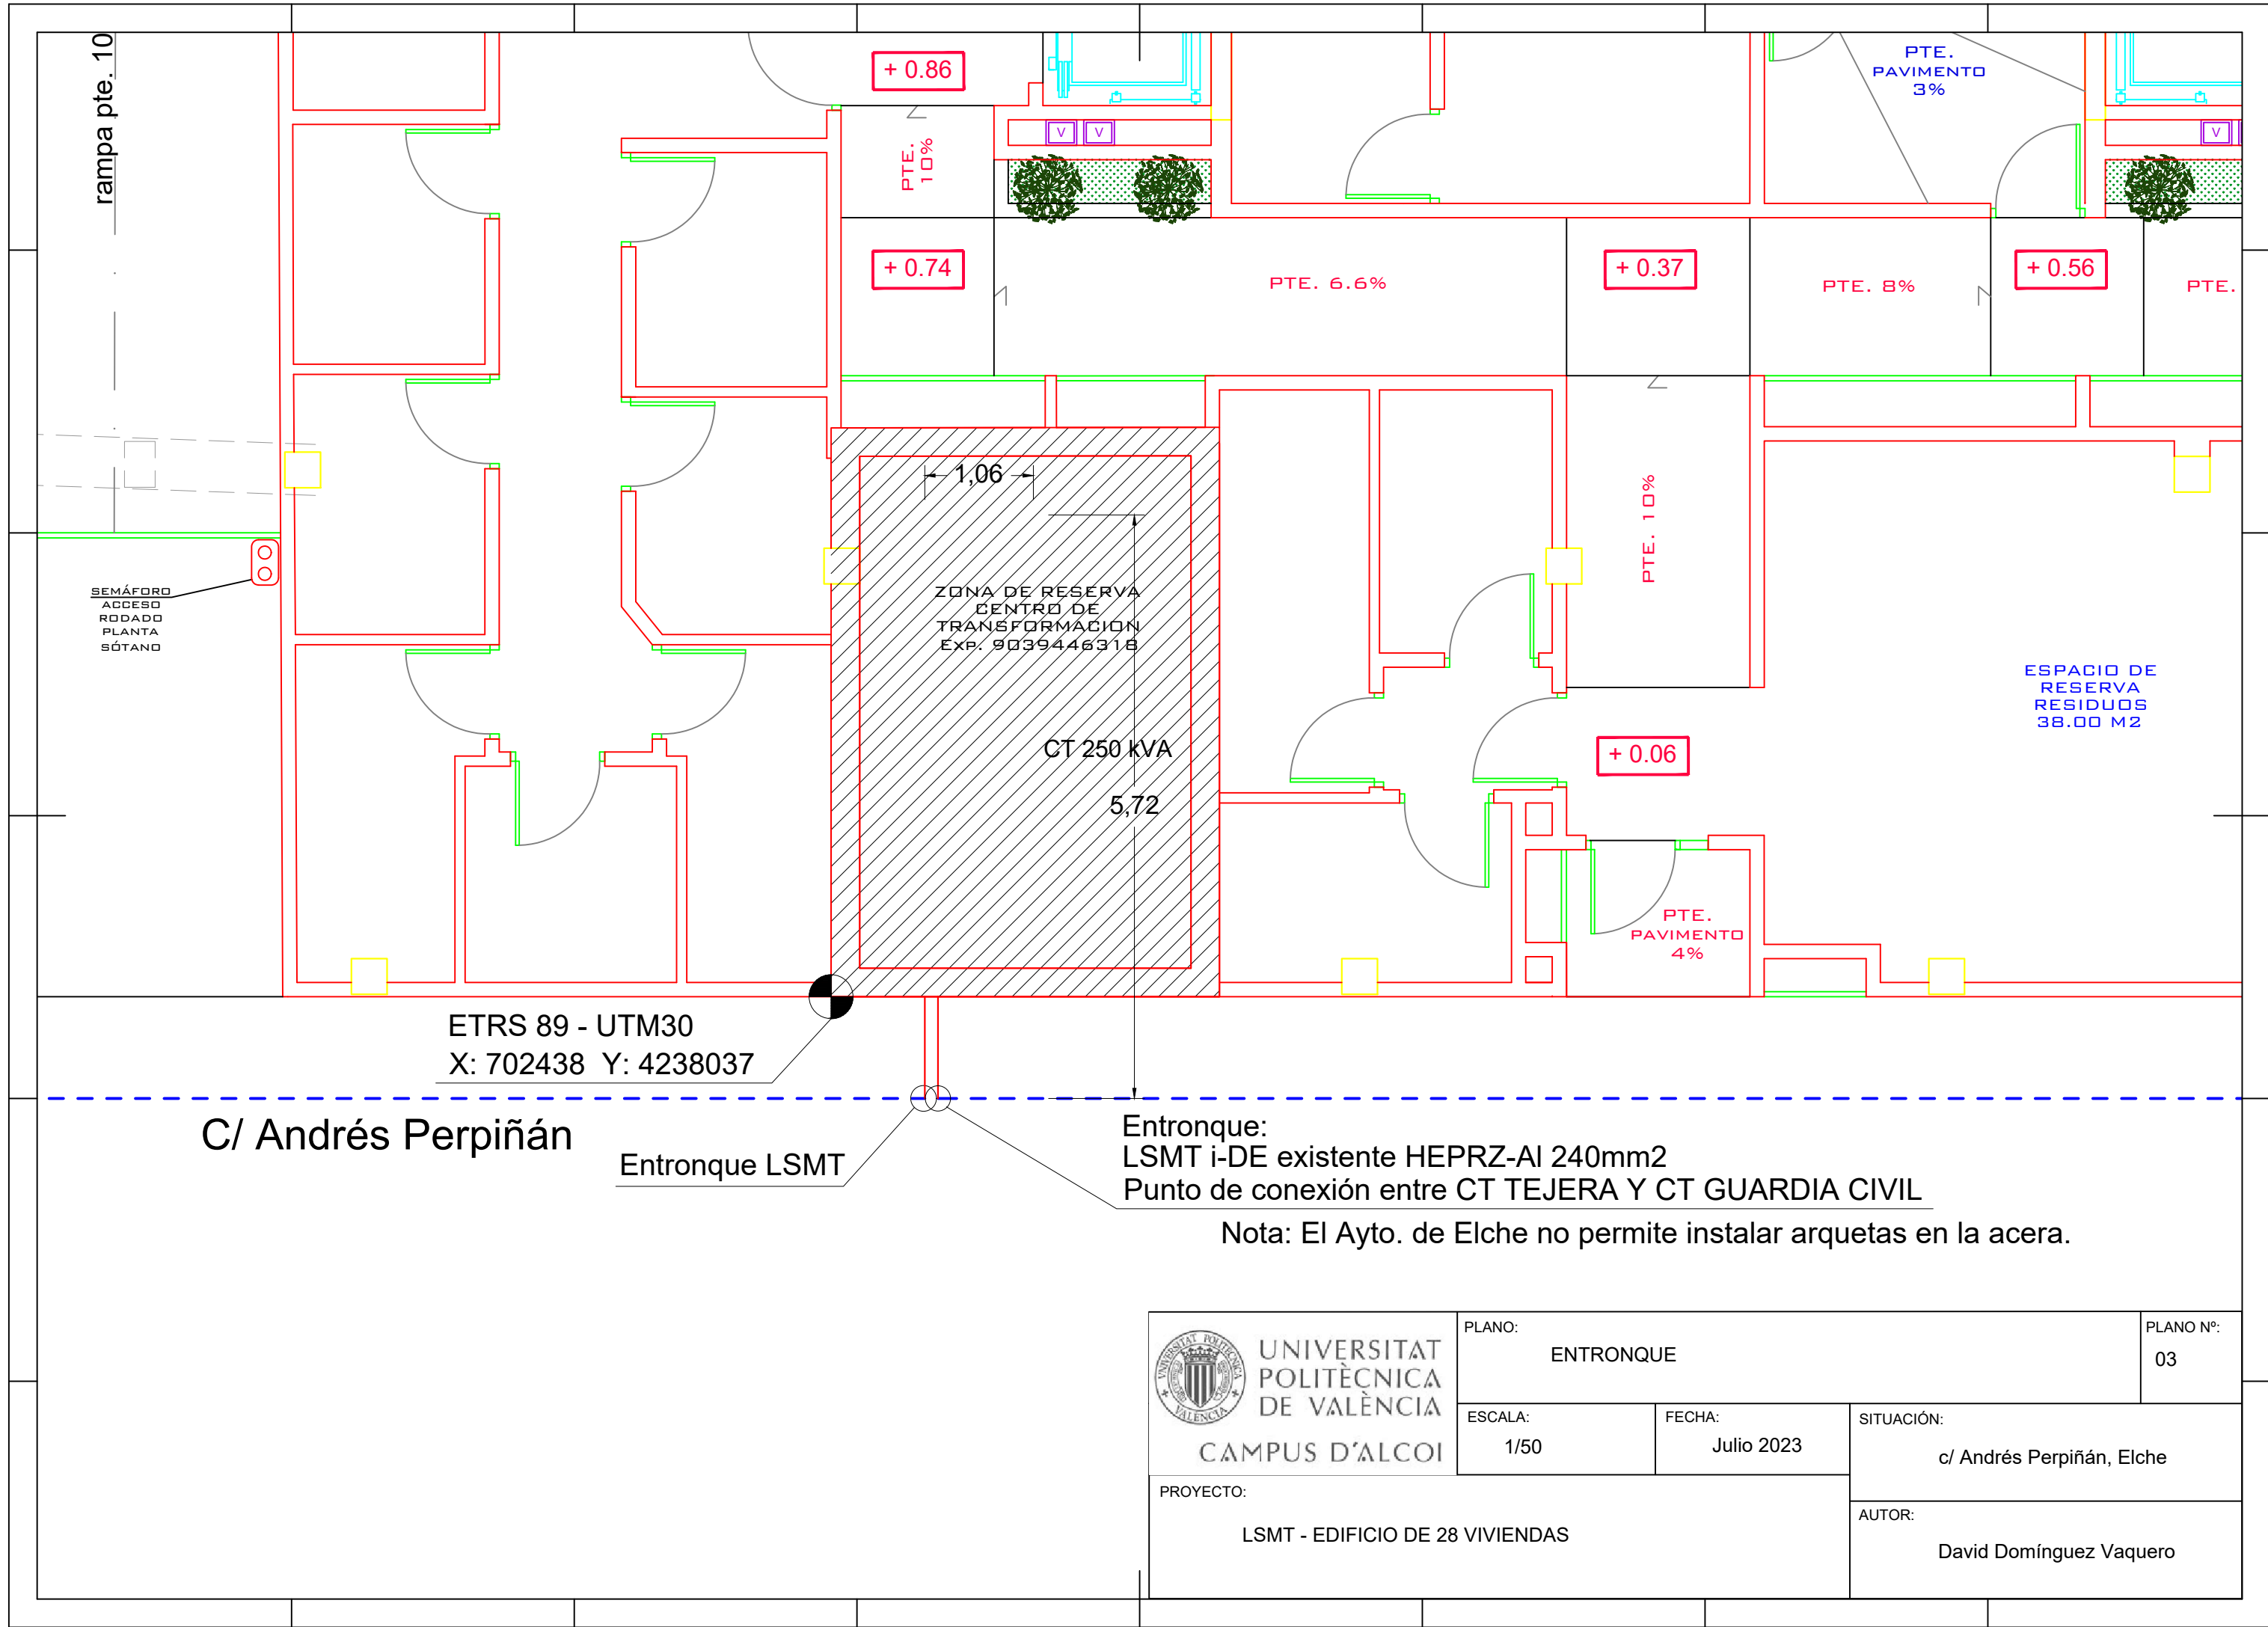 rampa pte. 10
+ 0.86
PTE.
10%
V
V
PTE.
PAVIMENTO
3%
V
+ 0.74
PTE. 6.6%
+ 0.37
PTE. 8%
+ 0.56
PTE.
1,06
PTE. 10%
SEMÁFORO
ACCESO
RODADO
PLANTA
SÓTANO
ZONA DE RESERVA
CENTRO DE
TRANSFORMACION
Exp. 9039446318
CT 250 kVA
5,72
+ 0.06
ESPACIO DE
RESERVA
RESIDUOS
38.00 M2
PTE.
PAVIMENTO
4%
ETRS 89 - UTM30
X: 702438 Y: 4238037
C/ Andrés Perpiñán
Entronque LSMT
Entronque:
LSMT i-DE existente HEPRZ-Al 240mm2
Punto de conexión entre CT TEJERA Y CT GUARDIA CIVIL
Nota: El Ayto. de Elche no permite instalar arquetas en la acera.
UNIVERSITAT POLITECNICA
VALENCIA
UNIVERSITAT
POLITÈCNICA
DE VALÈNCIA
CAMPUS D'ALCOI
PLANO:
ENTRONQUE
PLANO Nº:
03
ESCALA:
1/50
FECHA:
Julio 2023
SITUACIÓN:
c/ Andrés Perpiñán, Elche
PROYECTO:
LSMT - EDIFICIO DE 28 VIVIENDAS
AUTOR:
David Domínguez Vaquero